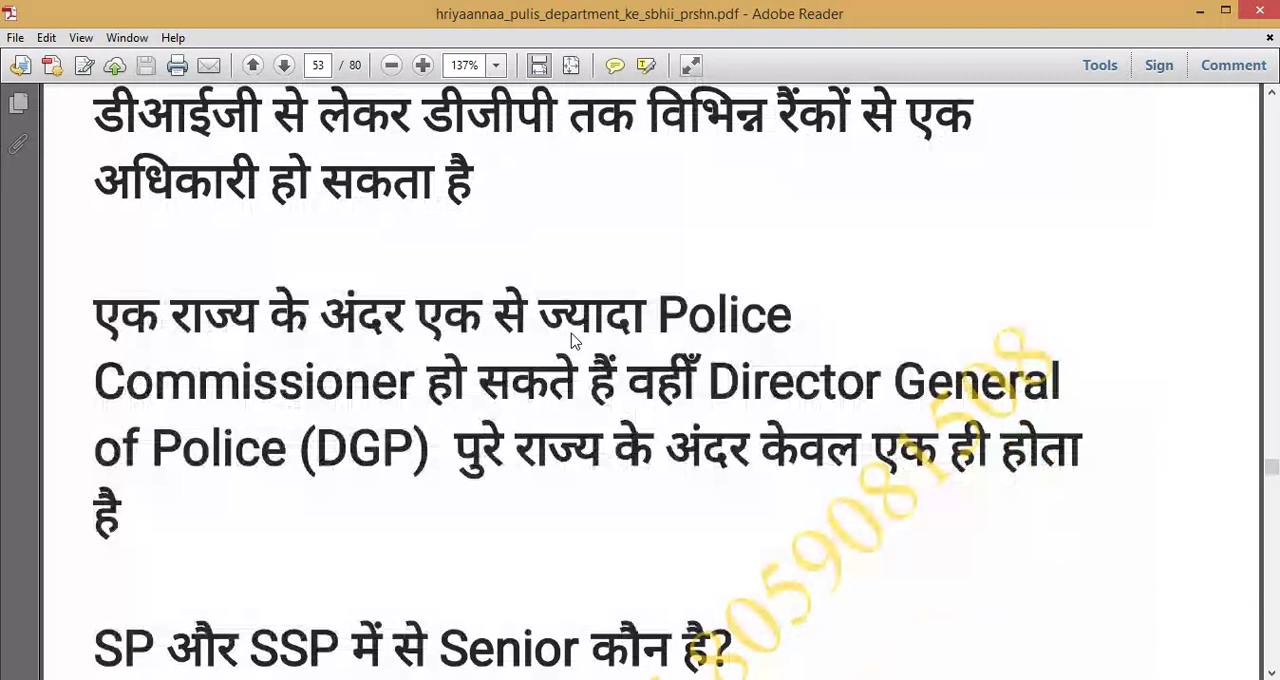 hriyaannaa_pulis_department_ke_sbhii_prshn.pdf - Adobe Reader
File Edit View Window Help
53 / 80 137% Tools Sign Comment
डीआईजी से लेकर डीजीपी तक विभिन्न रैंकों से एक
अधिकारी हो सकता है
एक राज्य के अंदर एक से ज्यादा Police
Commissioner हो सकते हैं वहीँ Director General
of Police (DGP) पुरे राज्य के अंदर केवल एक ही होता
है
SP और SSP में से Senior कौन है?
8059081508